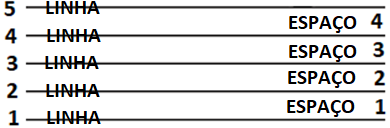 5 LINHA
ESPAÇO 4
4 LINHA
ESPAÇO 3
3 LINHA
ESPAÇO 2
2 LINHA
ESPAÇO 1
1 LINHA